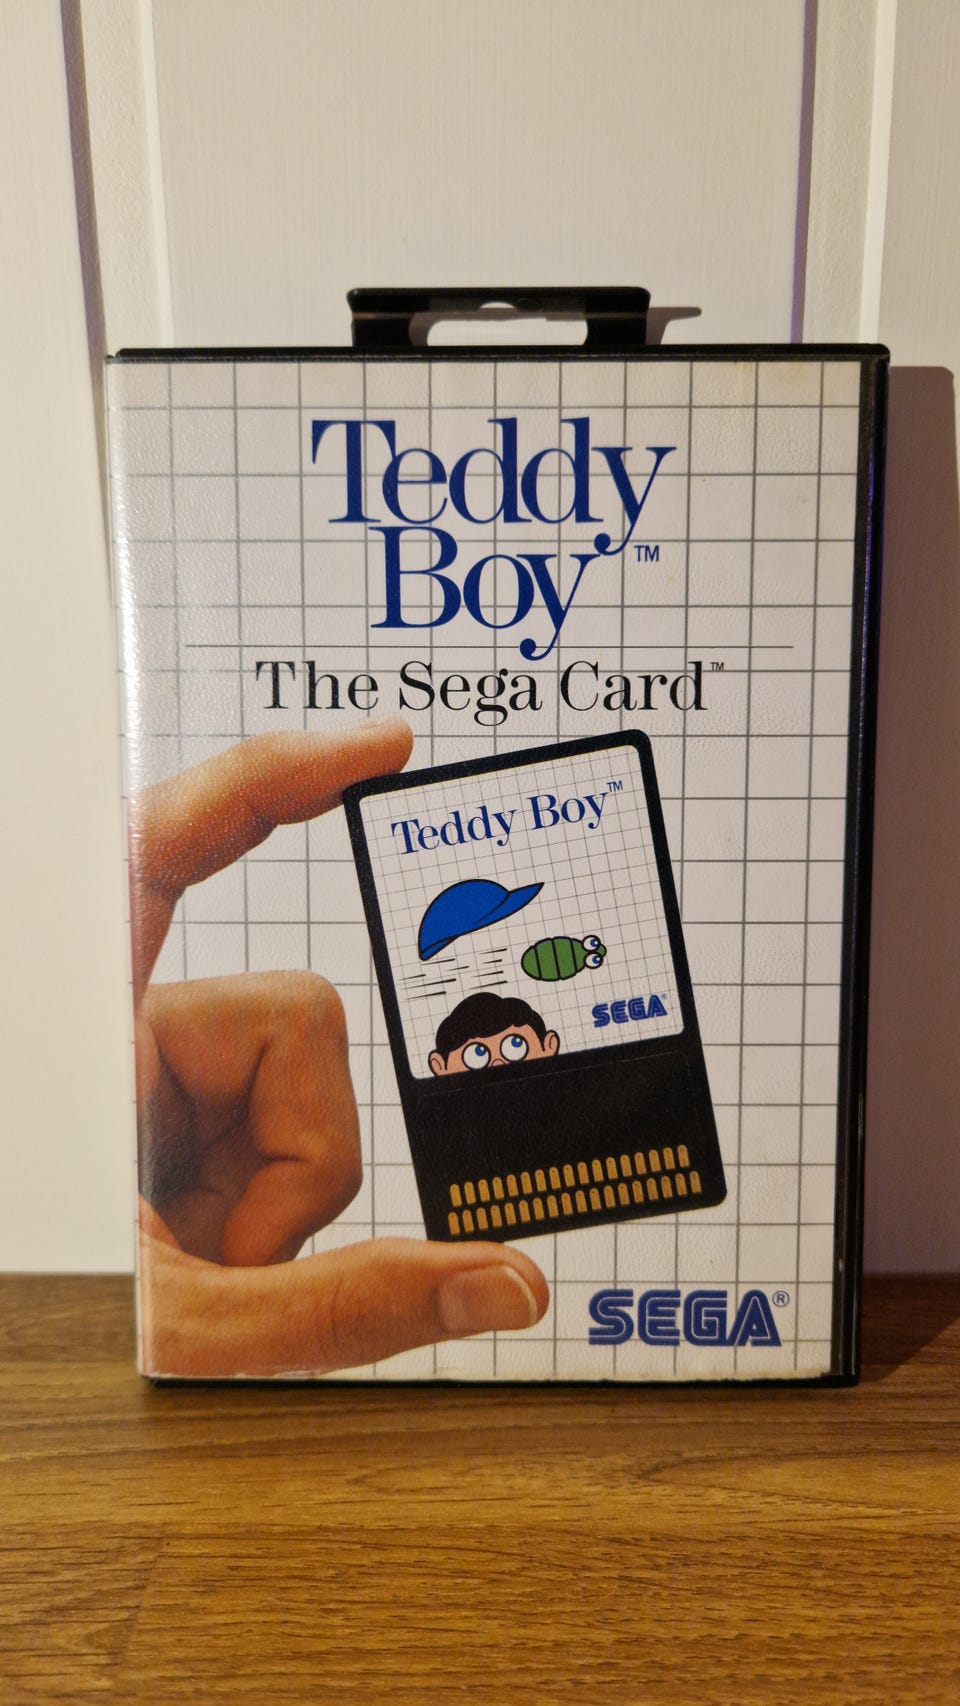 Teddy
Boy™
The Sega Card™
Teddy Boy™
SEGA®
SEGA®